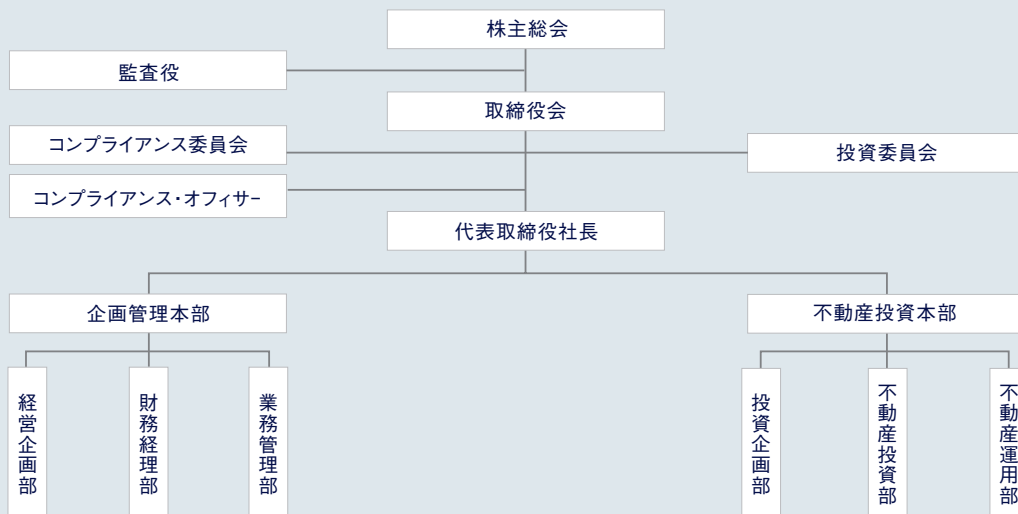 株主総会
監査役
取締役会
コンプライアンス委員会
投資委員会
コンプライアンス・オフィサー
代表取締役社長
企画管理本部
不動産投資本部
経営企画部
財務経理部
業務管理部
投資企画部
不動産投資部
不動産運用部